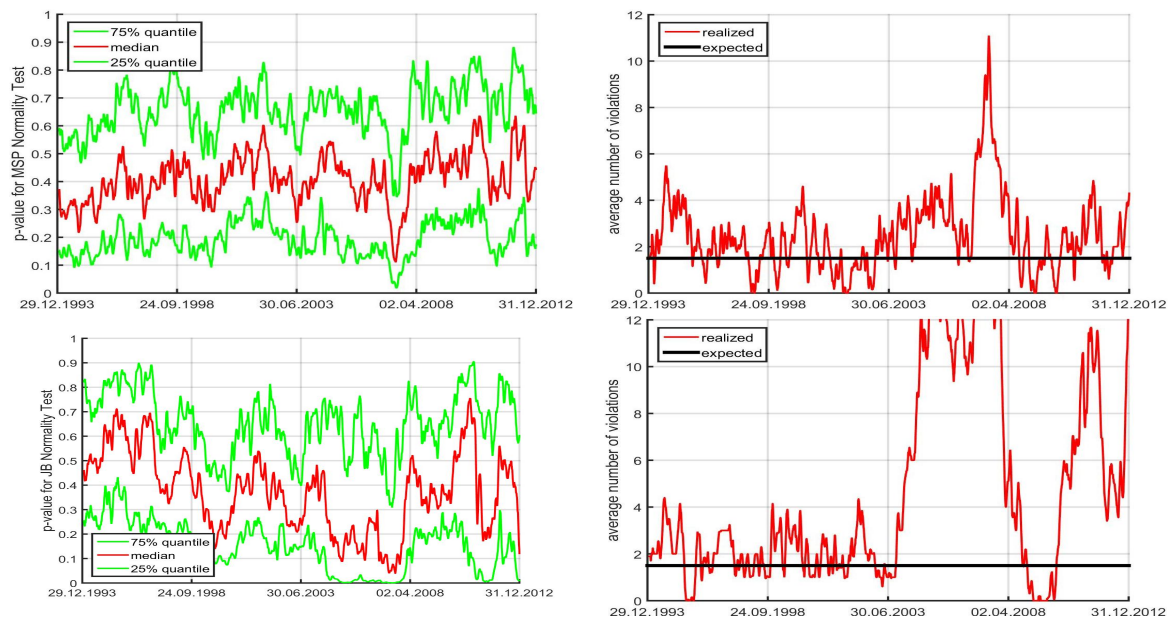 p-value for MSP Normality Test
1
0.9
0.8
0.7
0.6
0.5
0.4
0.3
0.2
0.1
0
75% quantile
median
25% quantile
29.12.1993 24.09.1998 30.06.2003 02.04.2008 31.12.2012
average number of violations
12
10
8
6
4
2
0
realized
expected
29.12.1993 24.09.1998 30.06.2003 02.04.2008 31.12.2012
p-value for JB Normality Test
1
0.9
0.8
0.7
0.6
0.5
0.4
0.3
0.2
0.1
0
75% quantile
median
25% quantile
29.12.1993 24.09.1998 30.06.2003 02.04.2008 31.12.2012
average number of violations
12
10
8
6
4
2
0
realized
expected
29.12.1993 24.09.1998 30.06.2003 02.04.2008 31.12.2012